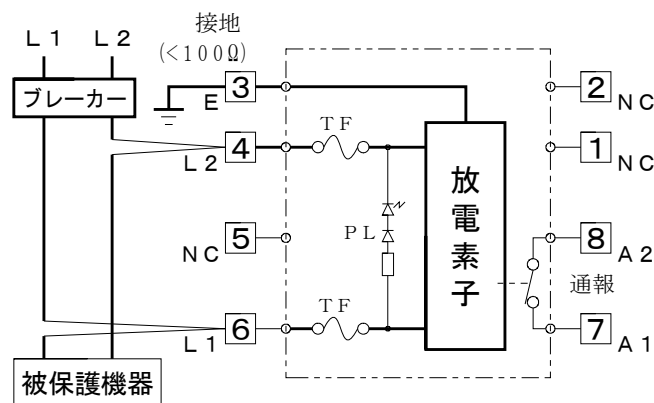 L1 L2
接地
(<100Ω)
ブレーカー
3
E
2
NC
TF
4
L2
1
NC
放電素子
PL
5
NC
8
A2
通報
TF
6
L1
7
A1
被保護機器